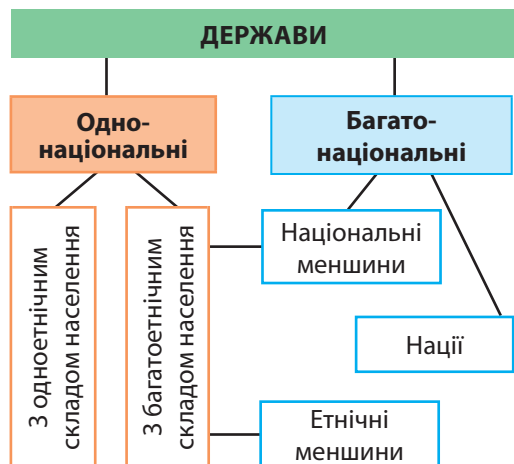 ДЕРЖАВИ
Одно-
національні
Багато-
національні
З одноетнічним
складом населення
З багатоетнічним
складом населення
Національні
меншини
Нації
Етнічні
меншини